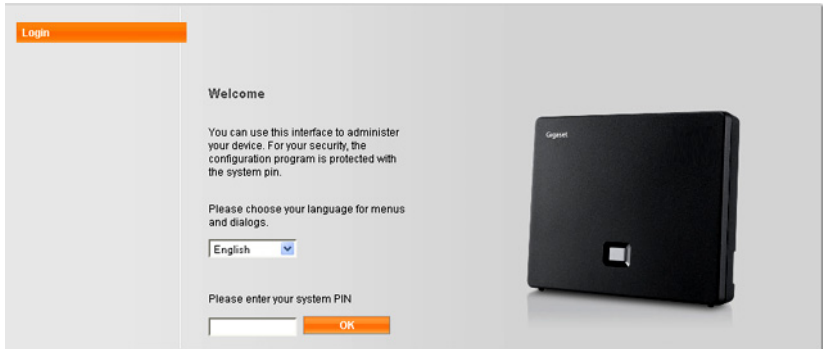 Login
Welcome
You can use this interface to administer
your device. For your security, the
configuration program is protected with
the system pin.
Please choose your language for menus
and dialogs.
English
Please enter your system PIN
OK
Gigaset